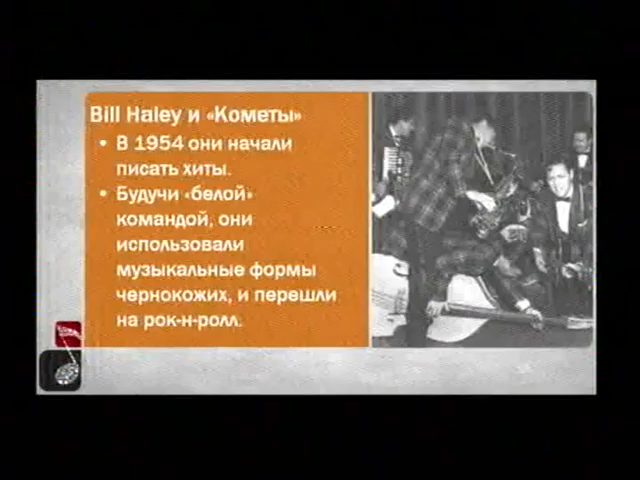 Bill Haley и «Кометы»
• В 1954 они начали
писать хиты.
• Будучи «белой»
командой, они
использовали
музыкальные формы
чернокожих, и перешли
на рок-н-ролл.